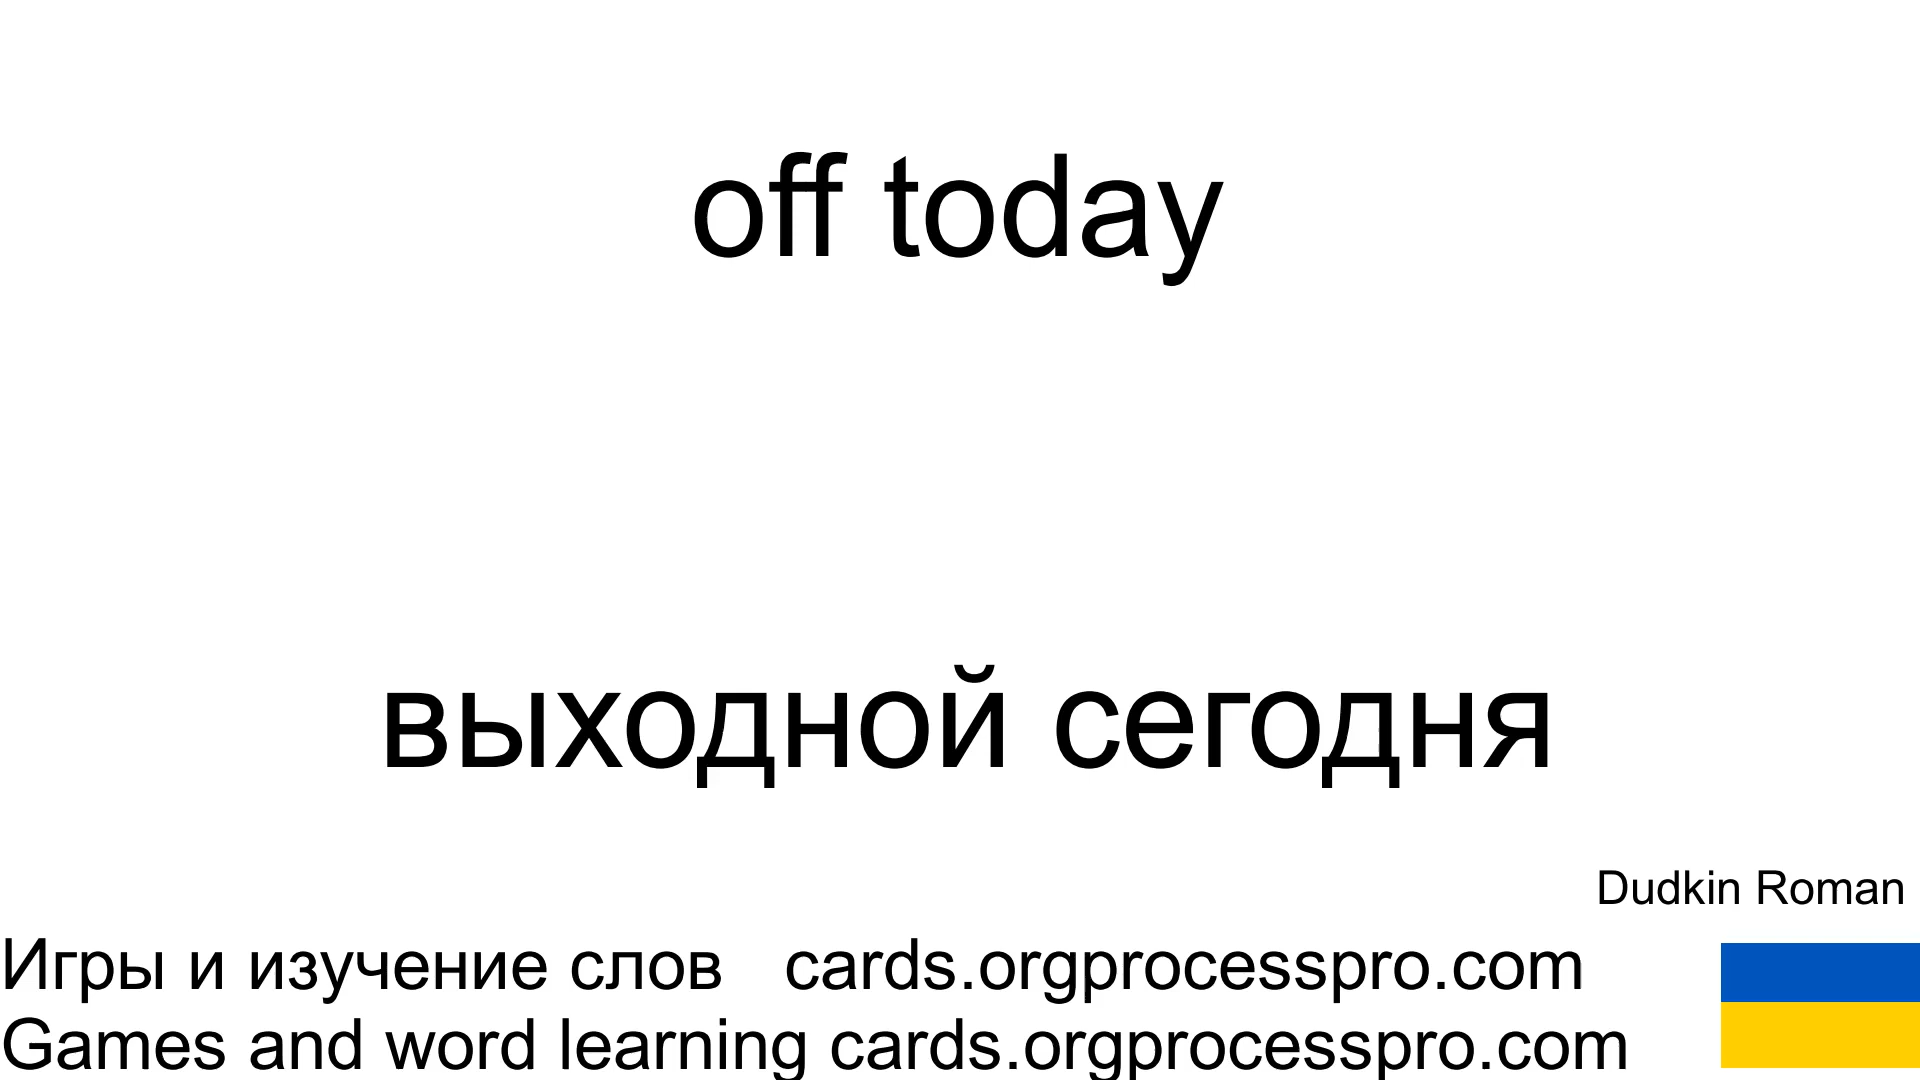 off today
выходной сегодня
Dudkin Roman
Игры и изучение слов cards.orgprocesspro.com
Games and word learning cards.orgprocesspro.com